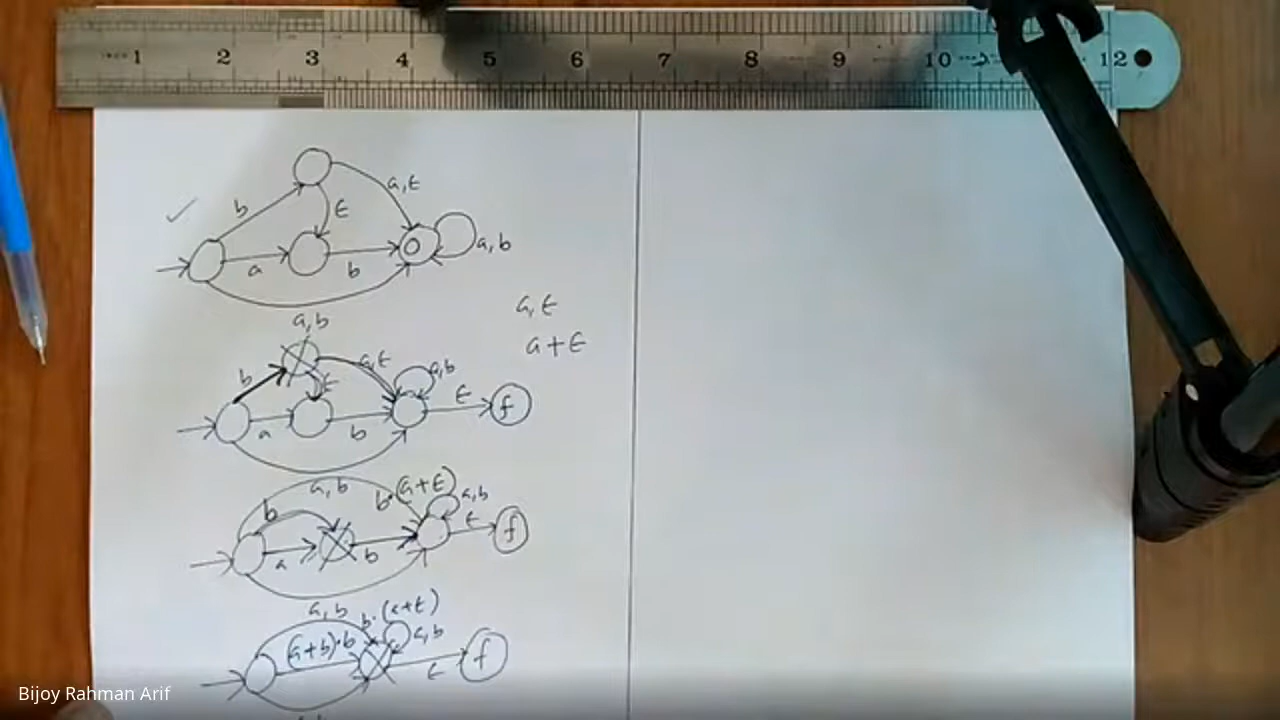 1 2 3 4 5 6 7 8 9 10 12
b a,ε
ε
a b a,b
a,b
a,ε
a+ε
b a,ε a,b
ε ε f
a b
a,b b·(a+ε) a,b
b ε f
a b
a,b b·(a+ε)
(a+b)·b a,b f
ε
Bijoy Rahman Arif